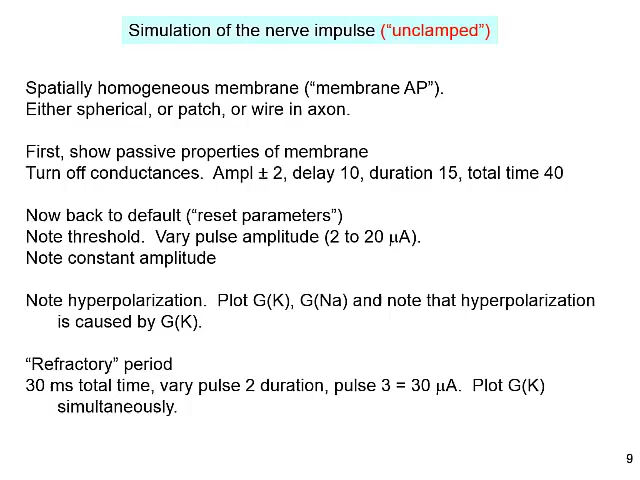 Simulation of the nerve impulse (“unclamped”)
Spatially homogeneous membrane (“membrane AP”).
Either spherical, or patch, or wire in axon.
First, show passive properties of membrane
Turn off conductances.  Ampl ± 2, delay 10, duration 15, total time 40
Now back to default (“reset parameters”)
Note threshold.  Vary pulse amplitude (2 to 20 μA).
Note constant amplitude
Note hyperpolarization.  Plot G(K), G(Na) and note that hyperpolarization
is caused by G(K).
“Refractory” period
30 ms total time, vary pulse 2 duration, pulse 3 = 30 μA.  Plot G(K)
simultaneously.
9